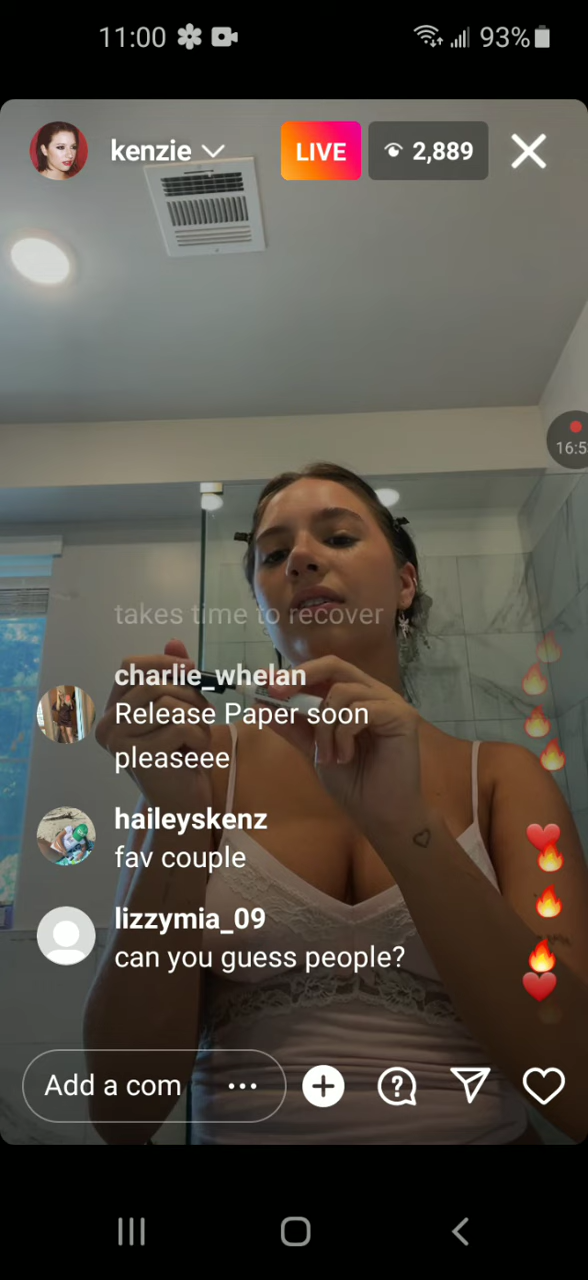 11:00
93%
kenzie
LIVE
2,889
16:5
takes time to recover
charlie_whelan
Release Paper soon
pleaseee
haileyskenz
fav couple
lizzymia_09
can you guess people?
Add a com